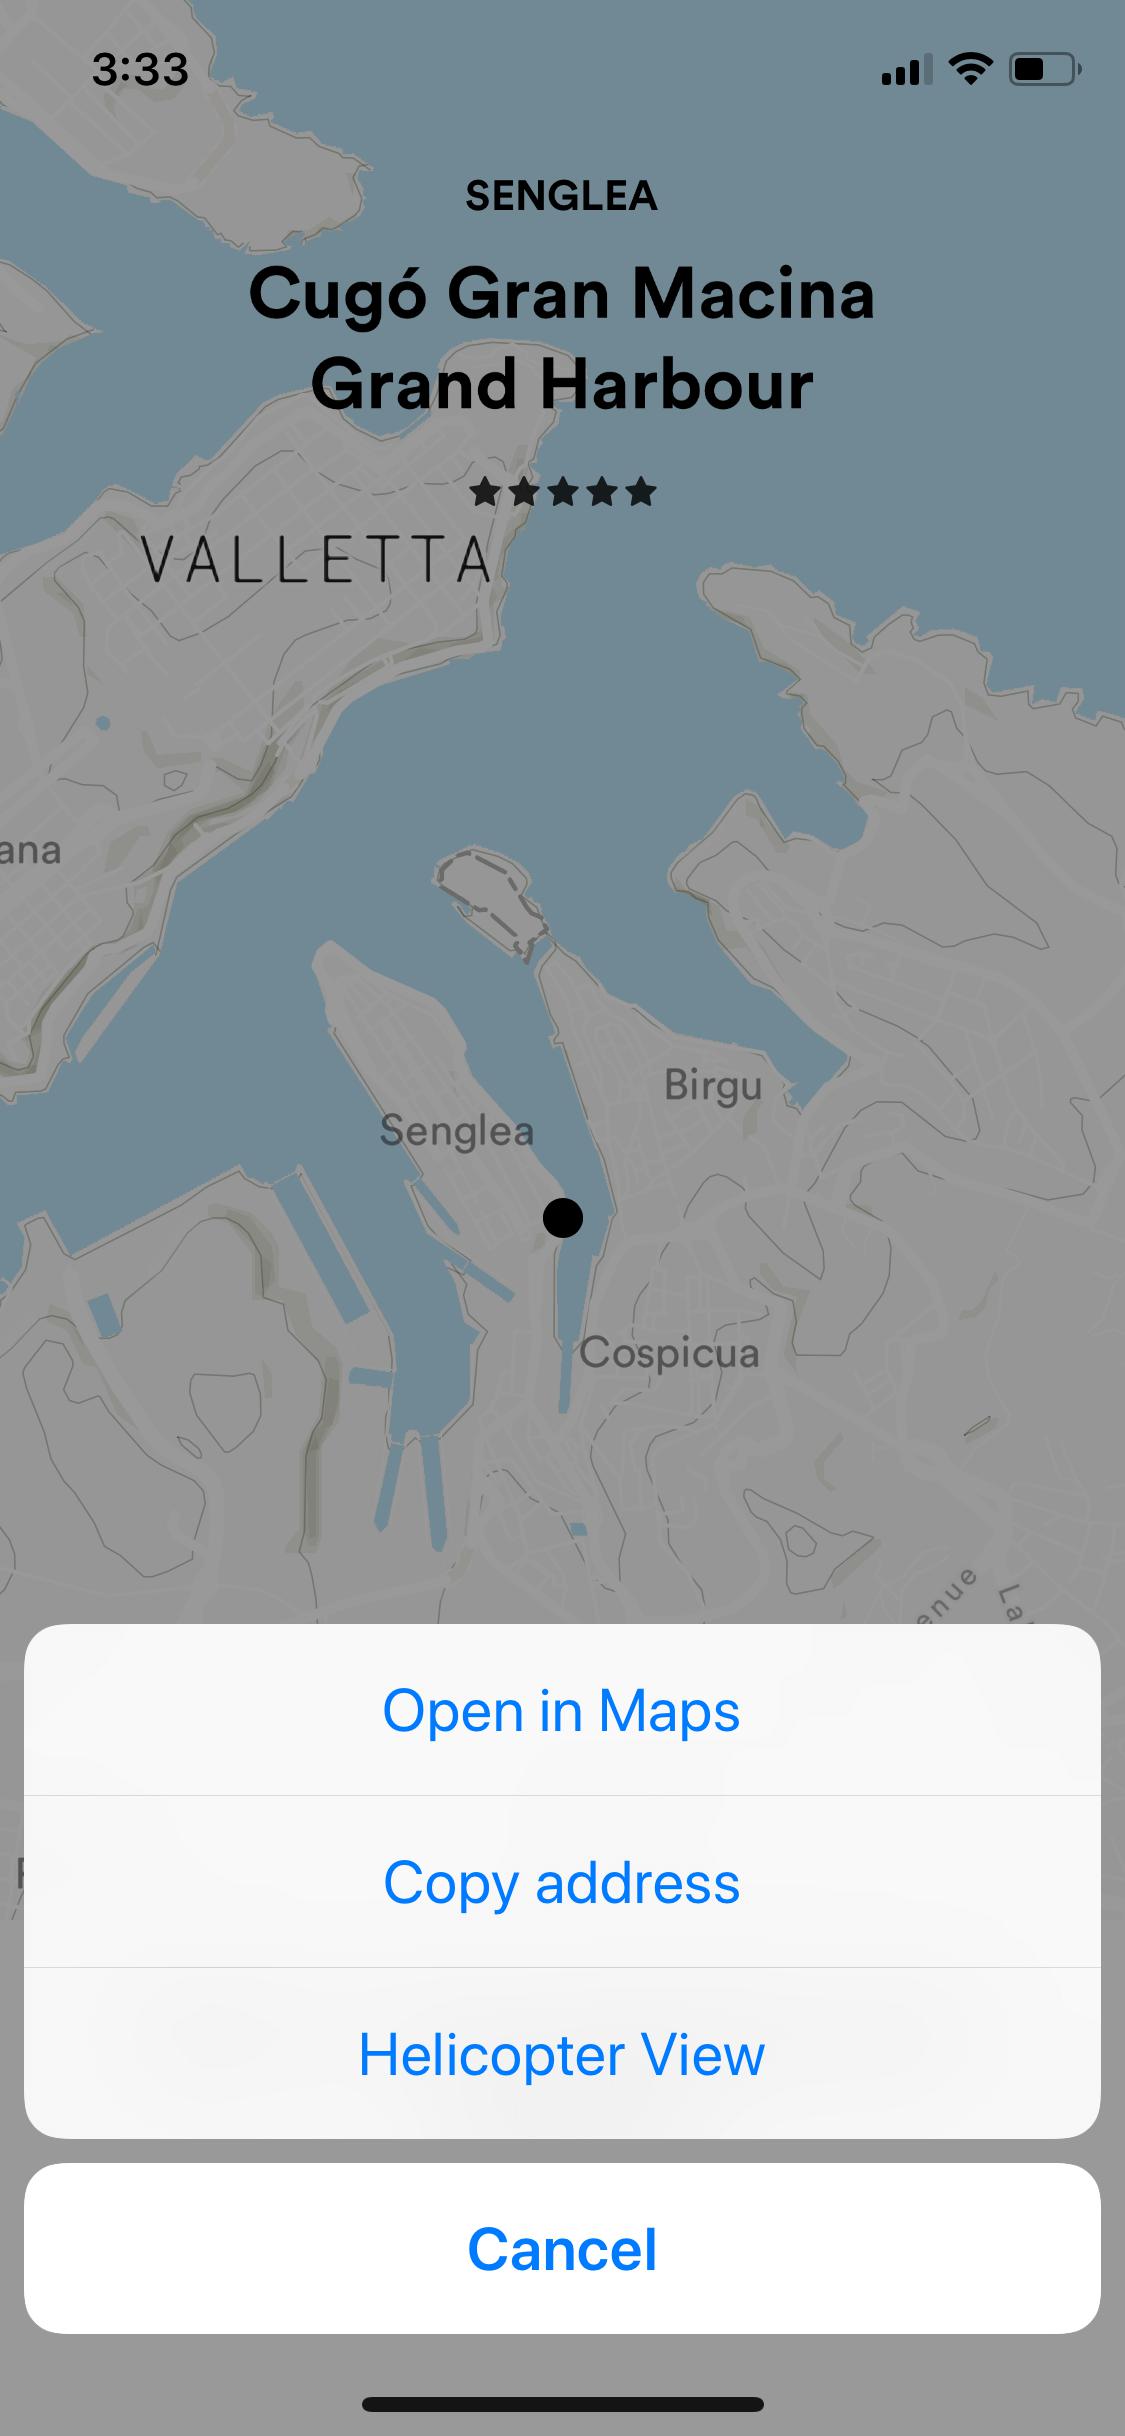 3:33
SENGLEA
Cugó Gran Macina
Grand Harbour
VALLETTA
ana
Birgu
Senglea
Cospicua
enue
La
Open in Maps
Copy address
Helicopter View
Cancel